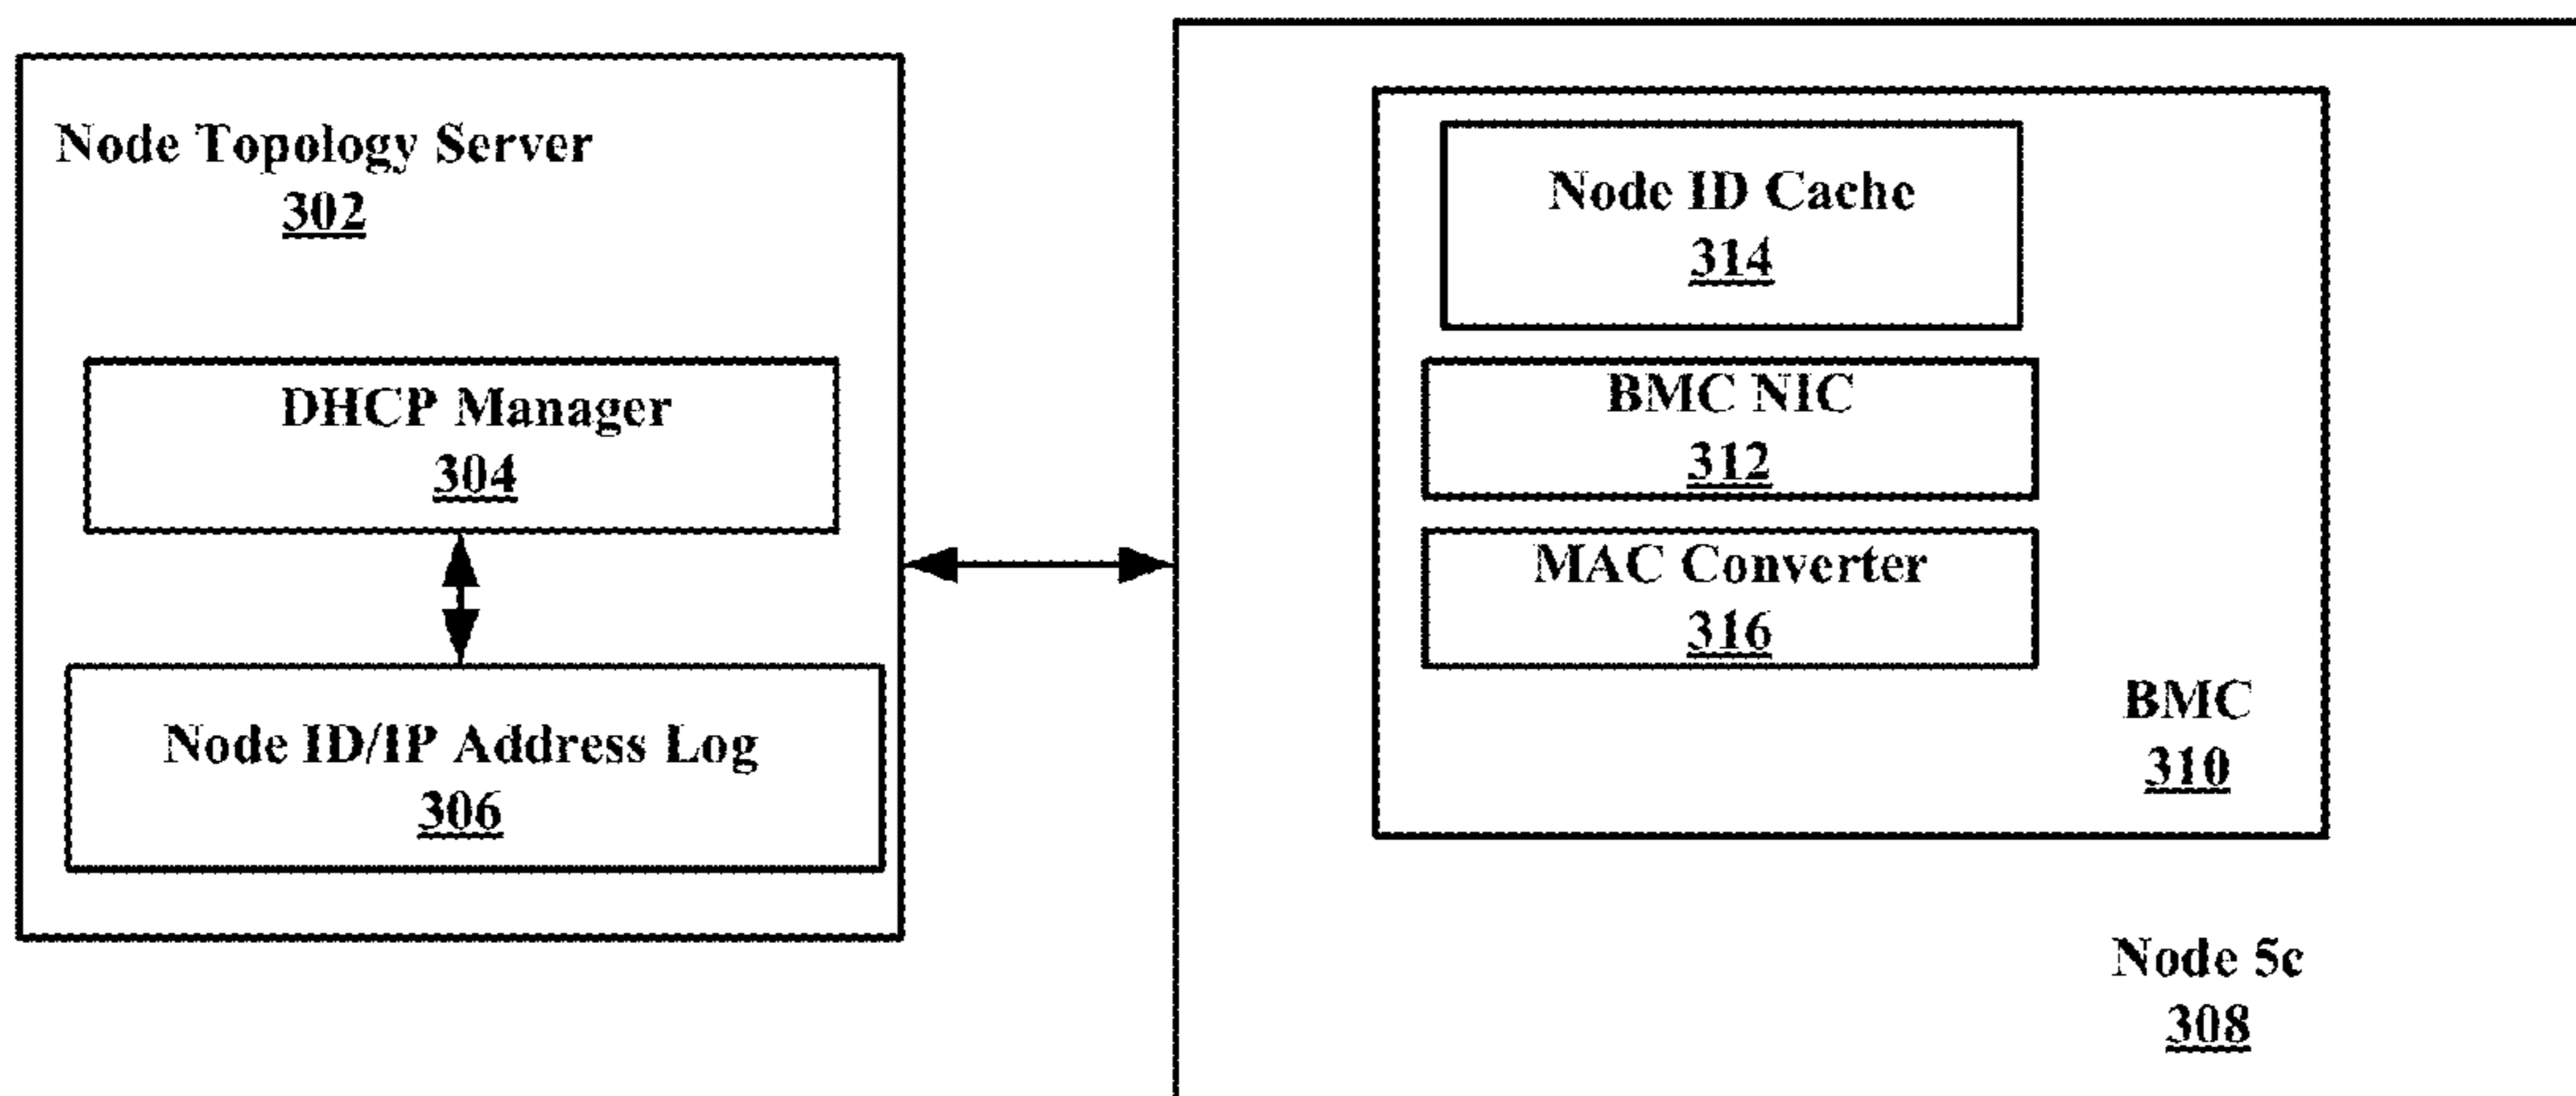 Node Topology Server
302
DHCP Manager
304
Node ID/IP Address Log
306
Node ID Cache
314
BMC NIC
312
MAC Converter
316
BMC
310
Node 5c
308